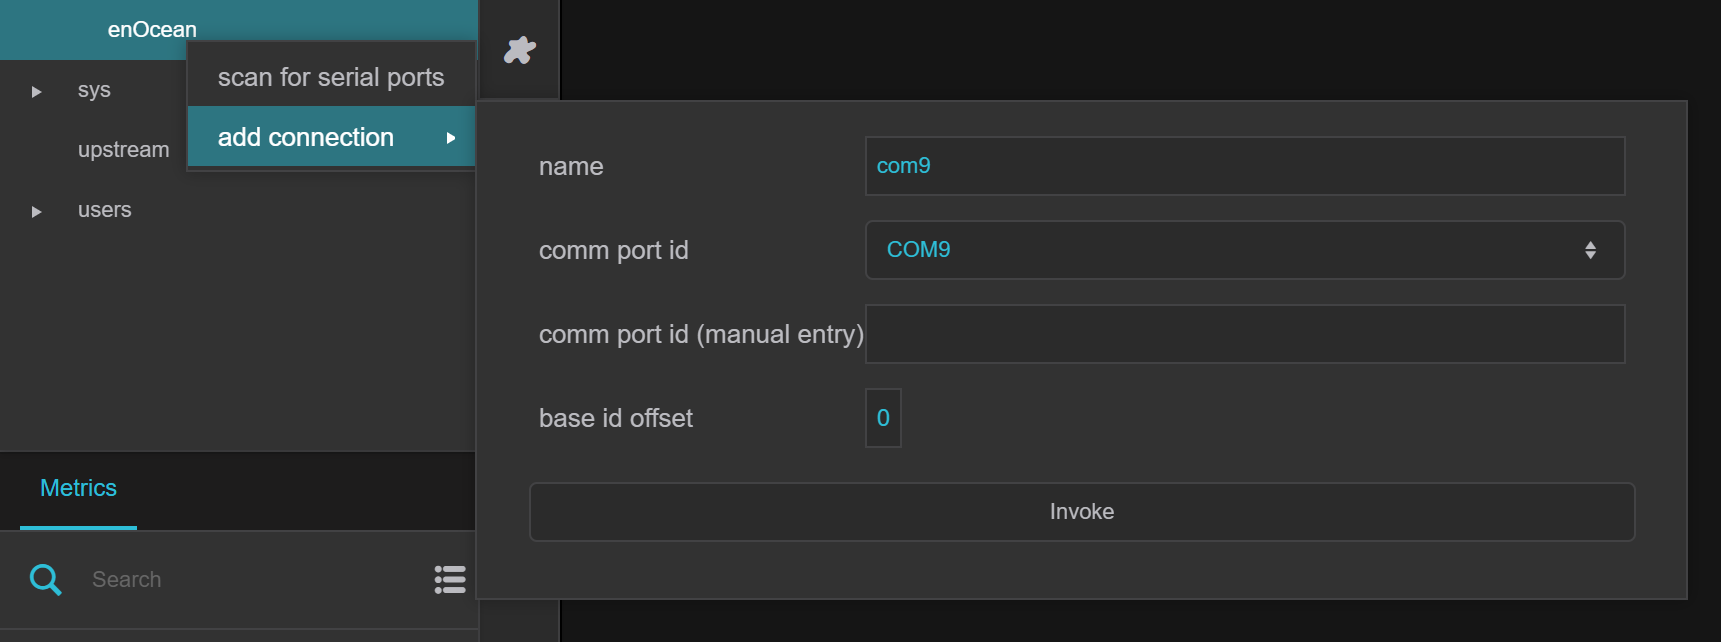 enOcean
sys
upstream
users
scan for serial ports
add connection
name
com9
comm port id
COM9
comm port id (manual entry)
base id offset
0
Invoke
Metrics
Search